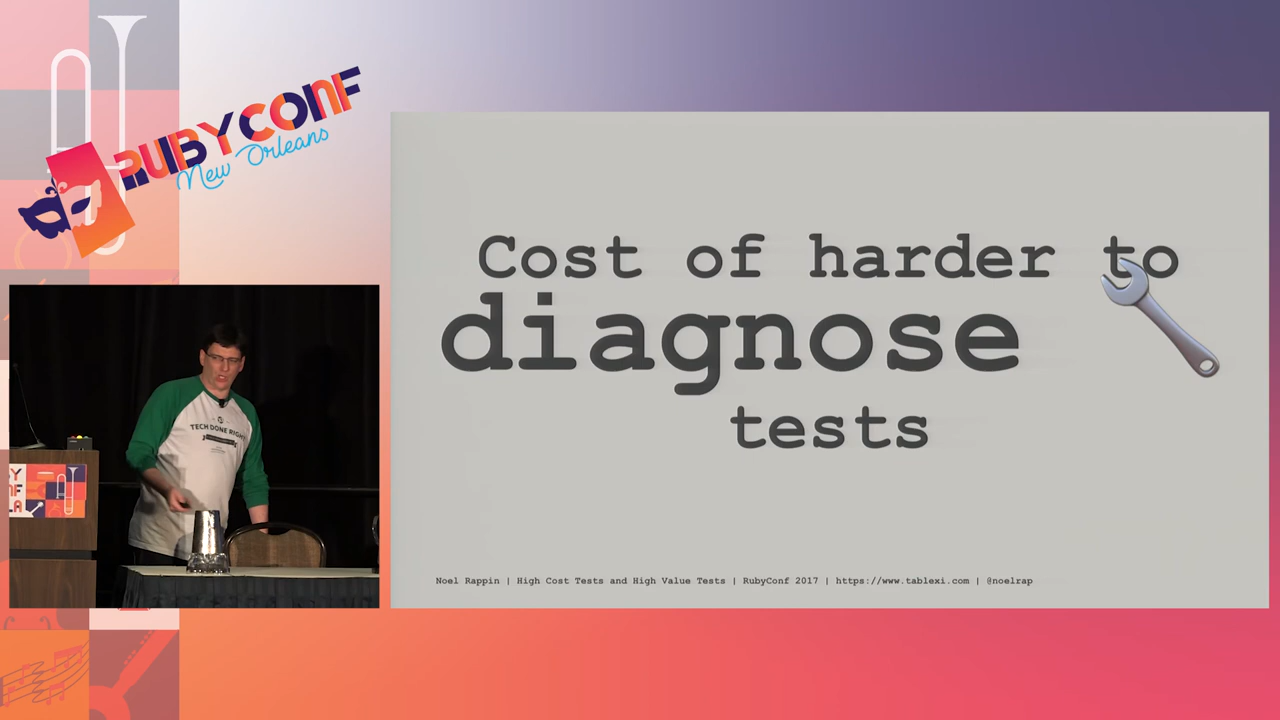 RUBYCONF
New Orleans
Cost of harder to
diagnose
tests
TECH DONE RIGHT
Noel Rappin | High Cost Tests and High Value Tests | RubyConf 2017 | https://www.tablexi.com | @noelrap